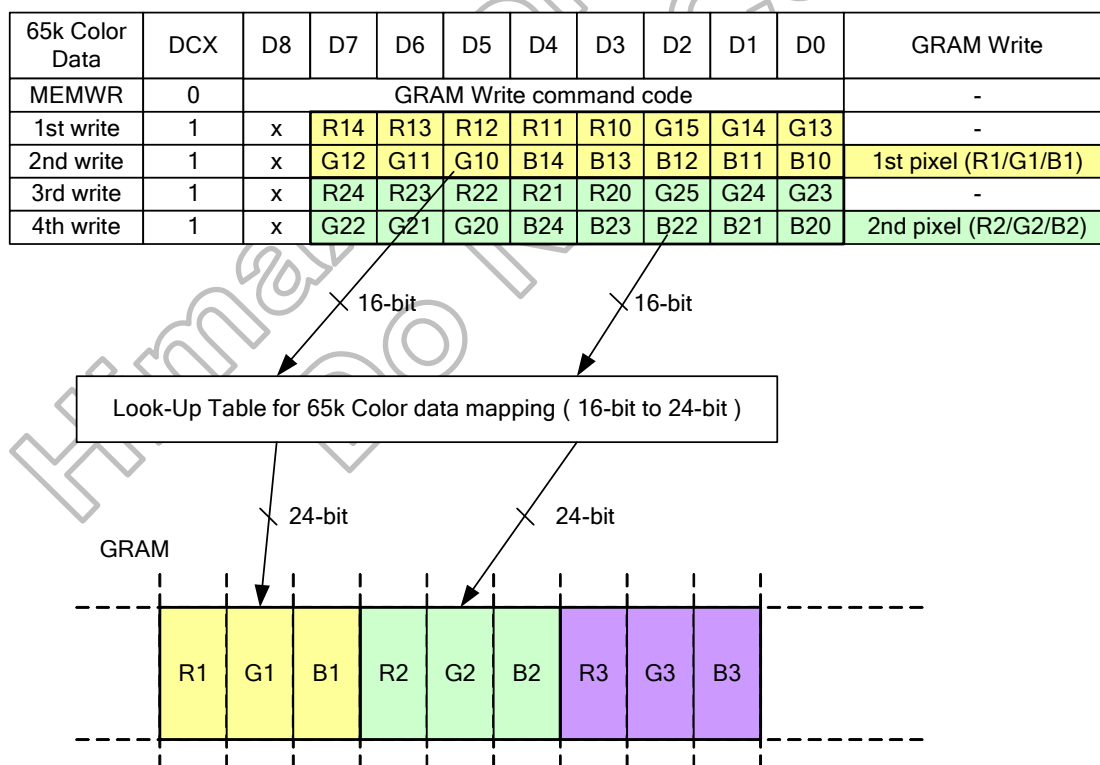 65k Color Data DCX D8 D7 D6 D5 D4 D3 D2 D1 D0 GRAM Write
MEMWR 0 GRAM Write command code -
1st write 1 x R14 R13 R12 R11 R10 G15 G14 G13 -
2nd write 1 x G12 G11 G10 B14 B13 B12 B11 B10 1st pixel (R1/G1/B1)
3rd write 1 x R24 R23 R22 R21 R20 G25 G24 G23 -
4th write 1 x G22 G21 G20 B24 B23 B22 B21 B20 2nd pixel (R2/G2/B2)
16-bit 16-bit
Look-Up Table for 65k Color data mapping ( 16-bit to 24-bit )
24-bit 24-bit
GRAM
R1 G1 B1 R2 G2 B2 R3 G3 B3